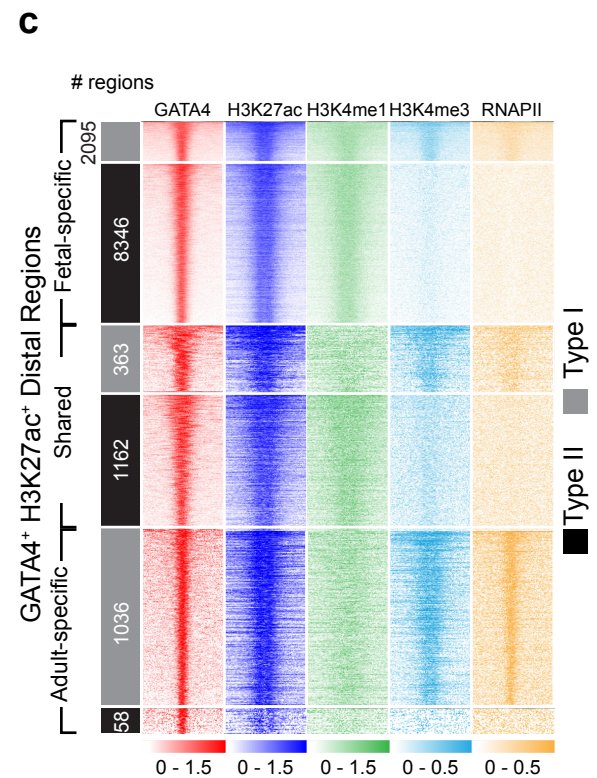 c
# regions
GATA4 H3K27ac H3K4me1 H3K4me3 RNAPII
GATA4⁺ H3K27ac⁺ Distal Regions
Fetal-specific
Shared
Adult-specific
2095
8346
363
1162
1036
58
Type I
Type II
0 - 1.5 0 - 1.5 0 - 1.5 0 - 0.5 0 - 0.5